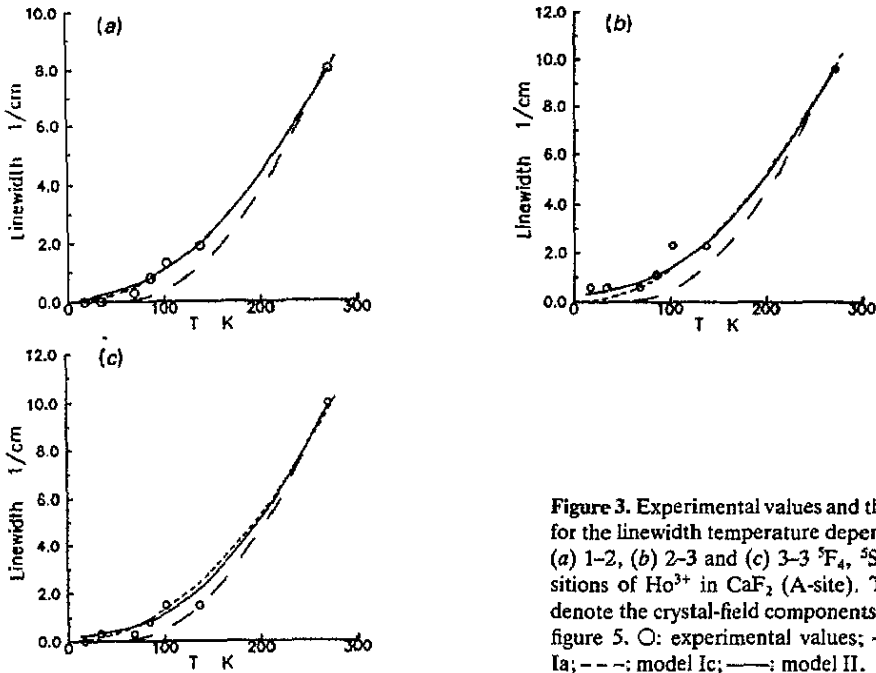 (a)
10.0
8.0
6.0
4.0
2.0
0.0
Linewidth 1/cm
0
100
200
300
T K
(b)
12.0
10.0
8.0
6.0
4.0
2.0
0.0
Linewidth 1/cm
0
100
200
300
T K
(c)
12.0
10.0
8.0
6.0
4.0
2.0
0.0
Linewidth 1/cm
0
100
200
300
T K
Figure 3. Experimental values and th
for the linewidth temperature depen
(a) 1–2, (b) 2–3 and (c) 3–3 ⁵F₄, ⁵S
sitions of Ho³⁺ in CaF₂ (A-site). T
denote the crystal-field components
figure 5. ○: experimental values; -
Ia; – – –: model Ic; ——: model II.